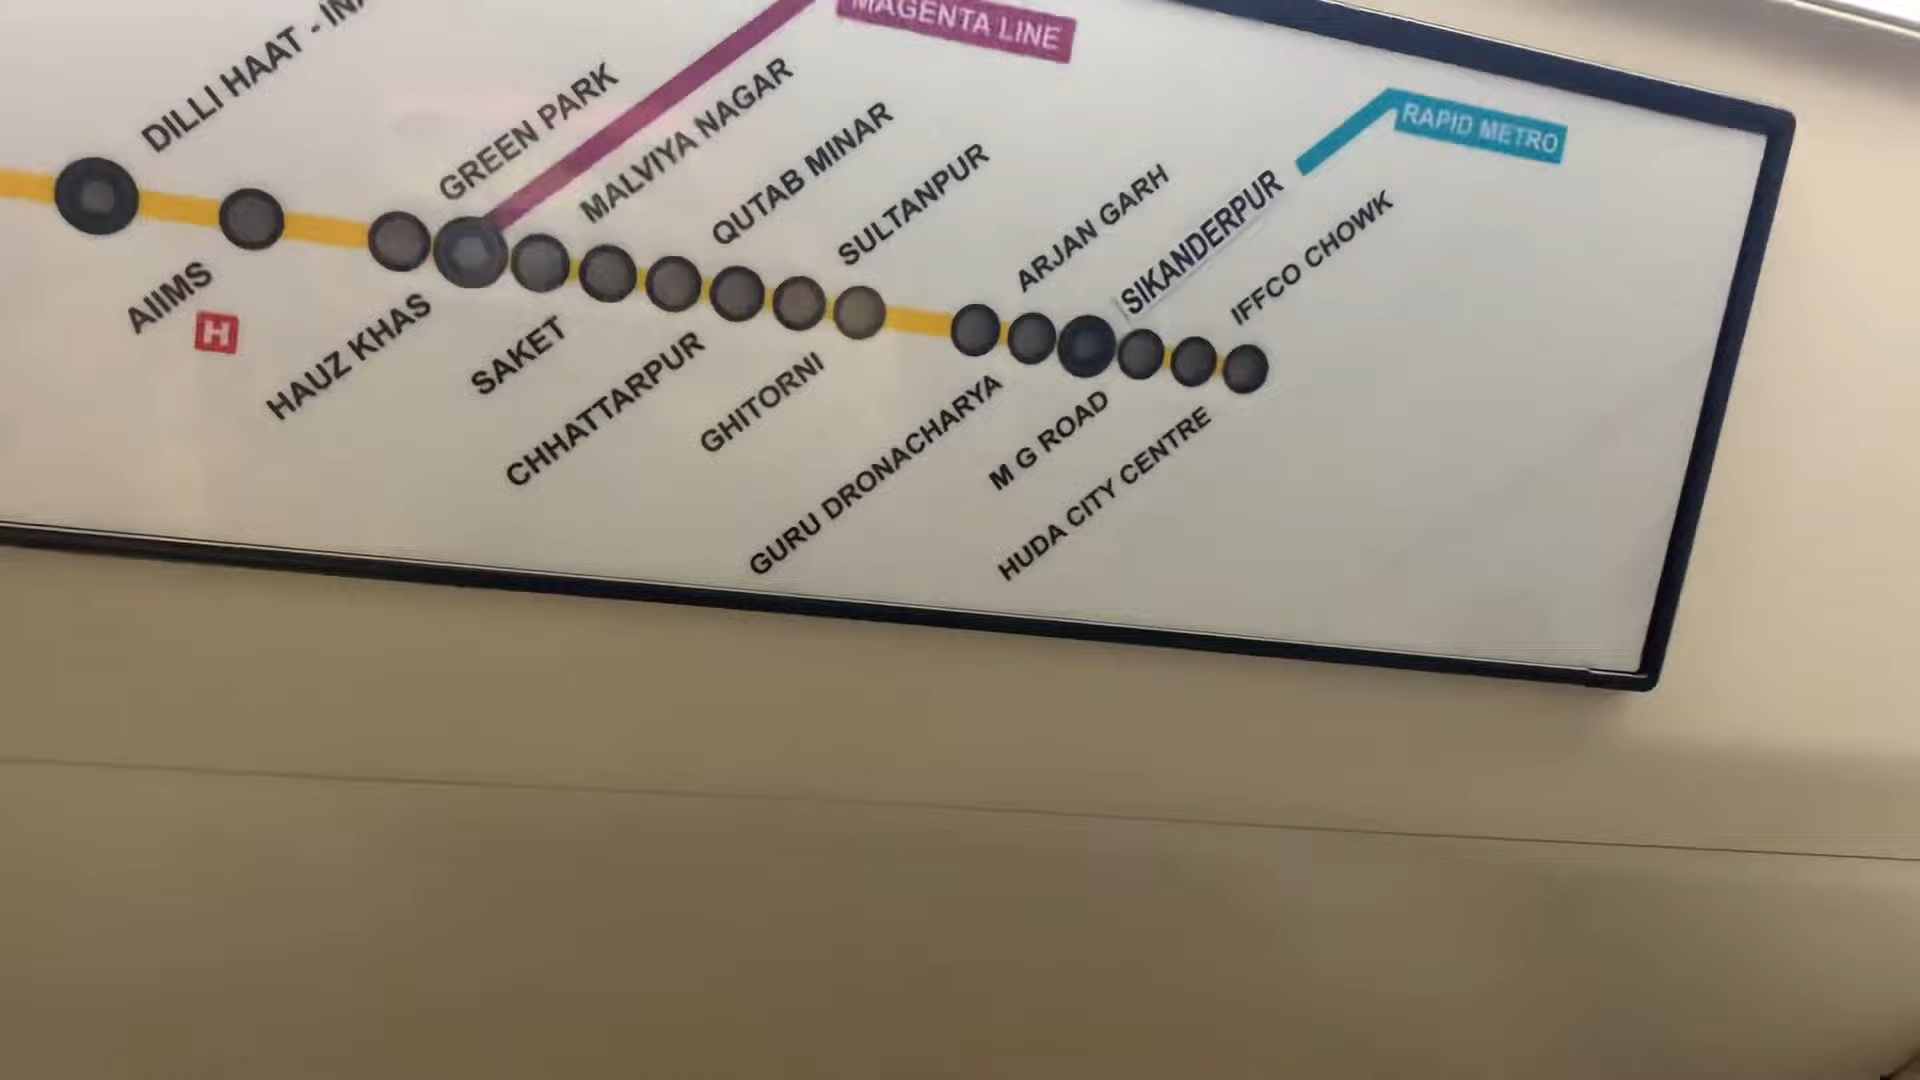 DILLI HAAT -
MAGENTA LINE
RAPID METRO
AIIMS
H
GREEN PARK
HAUZ KHAS
MALVIYA NAGAR
SAKET
QUTAB MINAR
CHHATTARPUR
SULTANPUR
GHITORNI
ARJAN GARH
GURU DRONACHARYA
SIKANDERPUR
M G ROAD
IFFCO CHOWK
HUDA CITY CENTRE